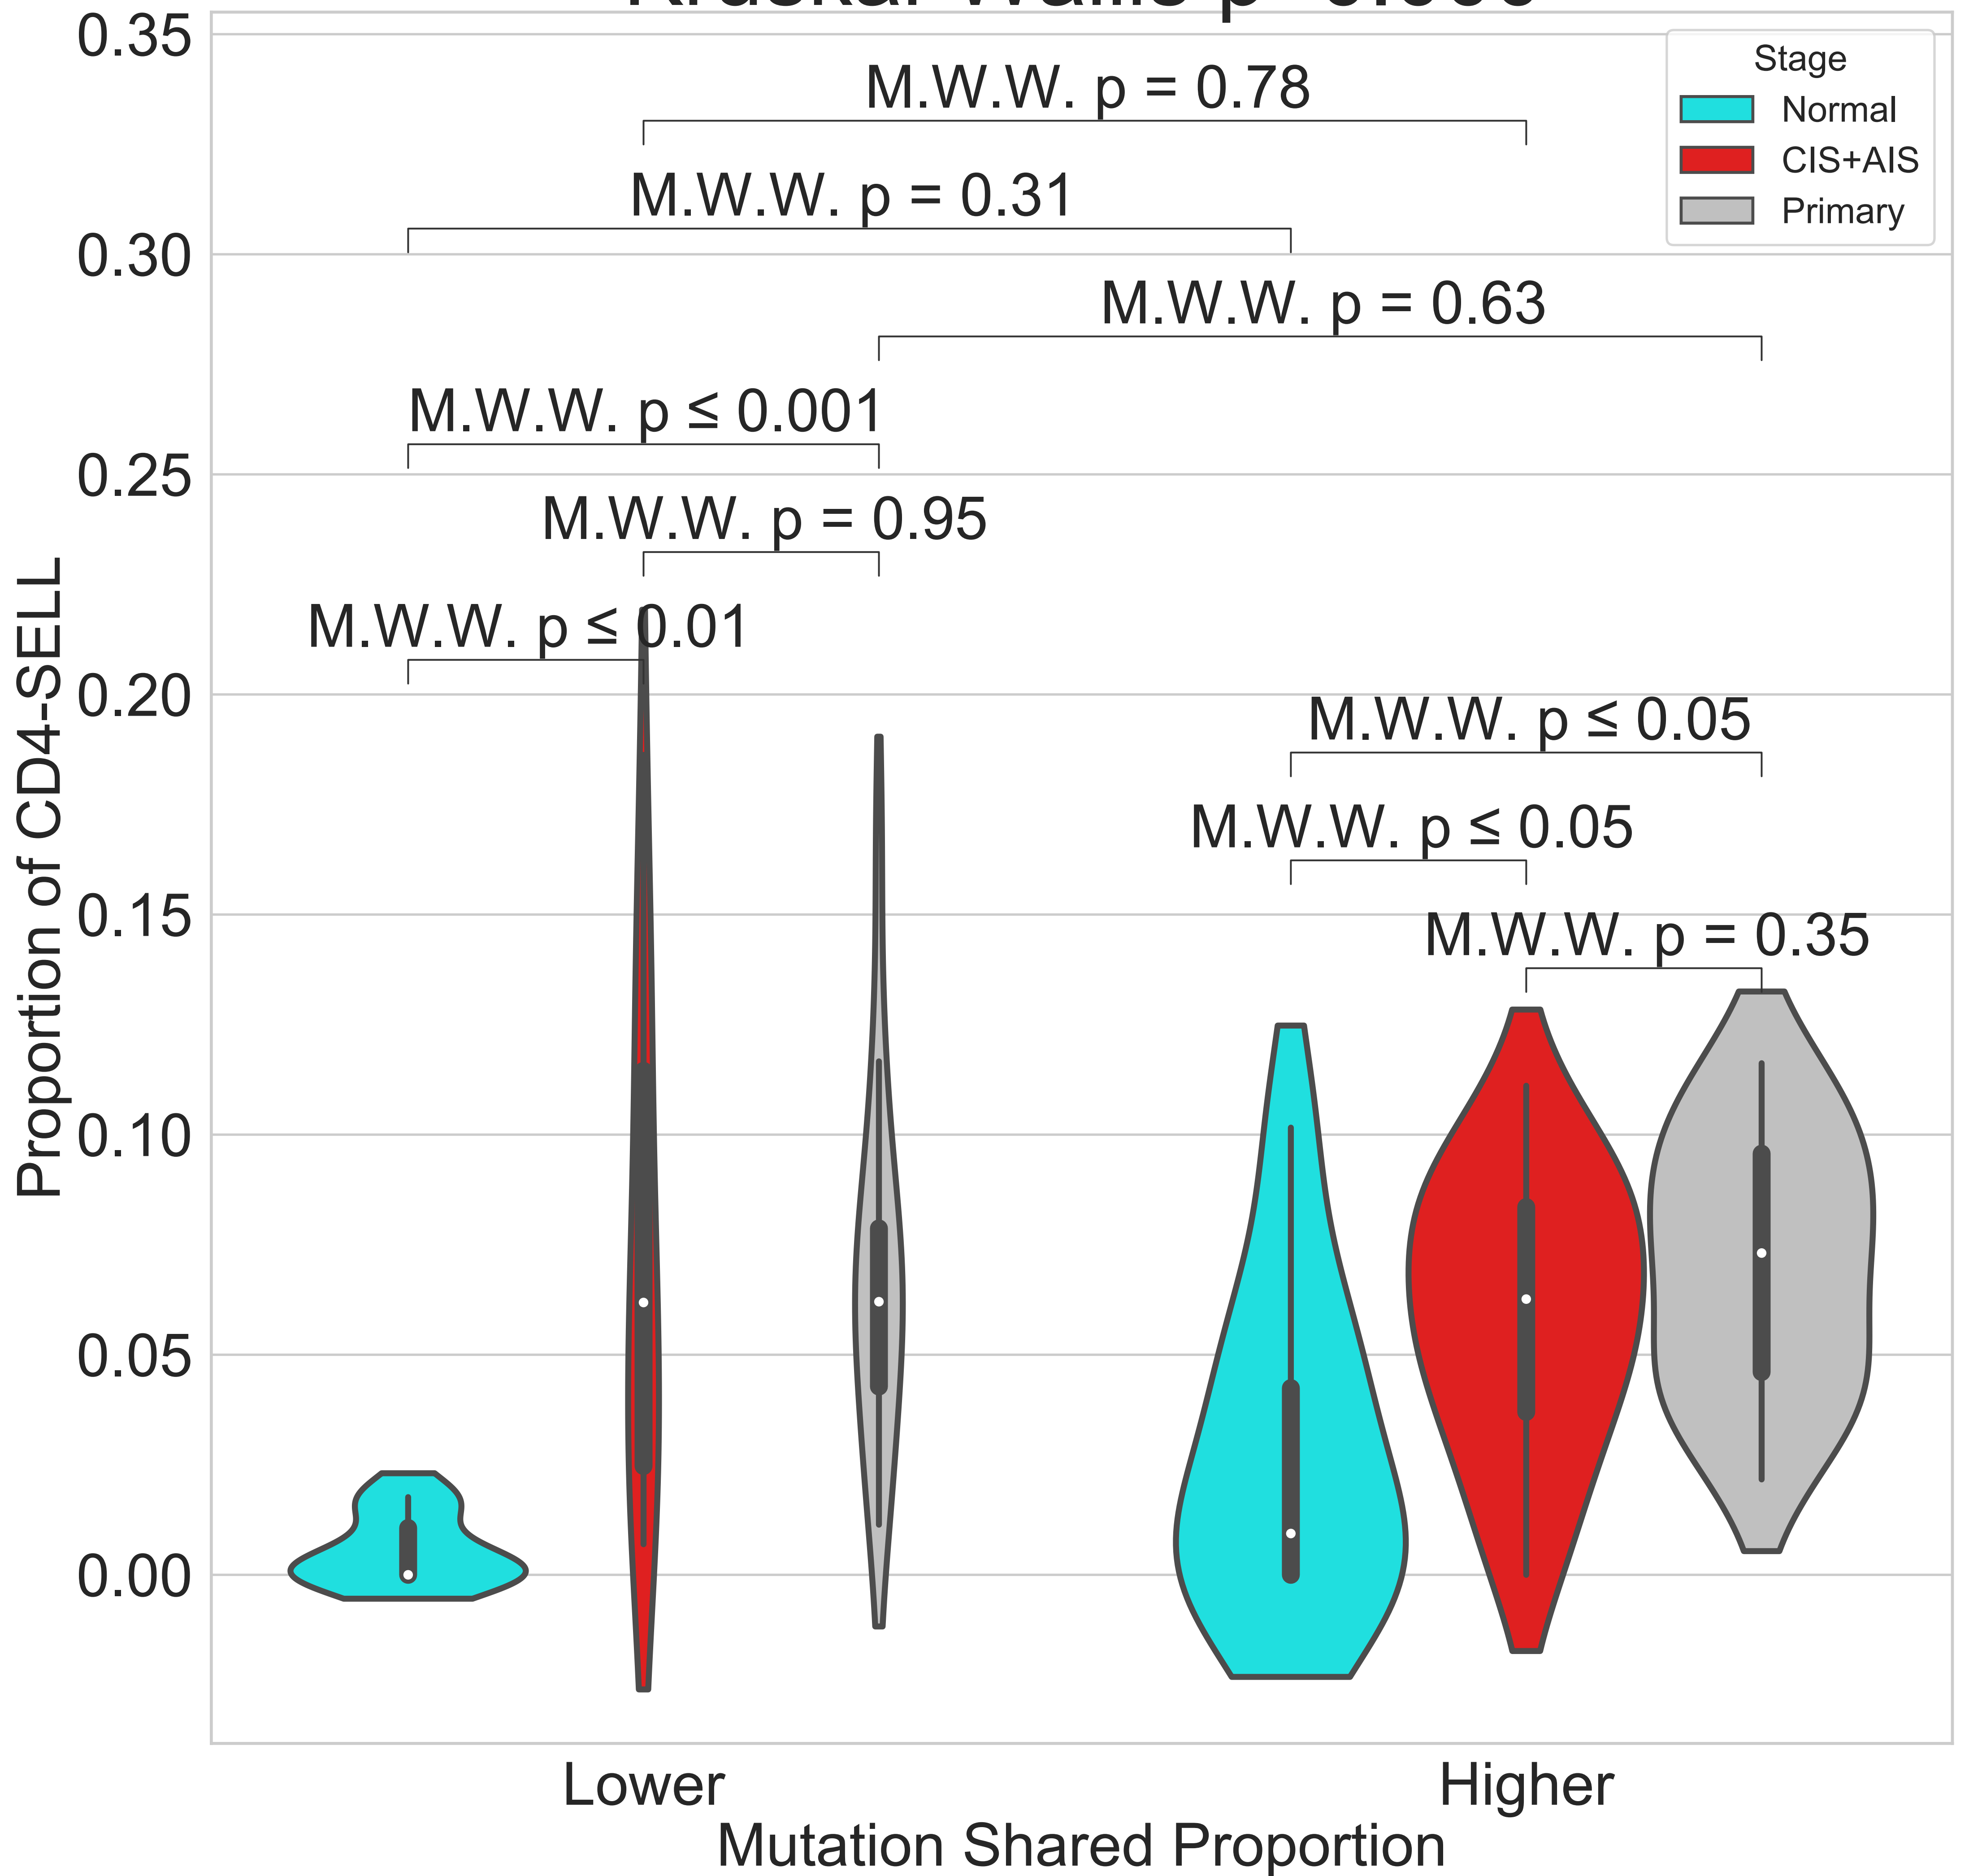 0.35
0.30
0.25
0.20
0.15
0.10
0.05
0.00
Proportion of CD4-SELL
Stage
Normal
CIS+AIS
Primary
M.W.W. p = 0.78
M.W.W. p = 0.31
M.W.W. p = 0.63
M.W.W. p ≤ 0.001
M.W.W. p = 0.95
M.W.W. p ≤ 0.01
M.W.W. p ≤ 0.05
M.W.W. p ≤ 0.05
M.W.W. p = 0.35
Lower
Higher
Mutation Shared Proportion